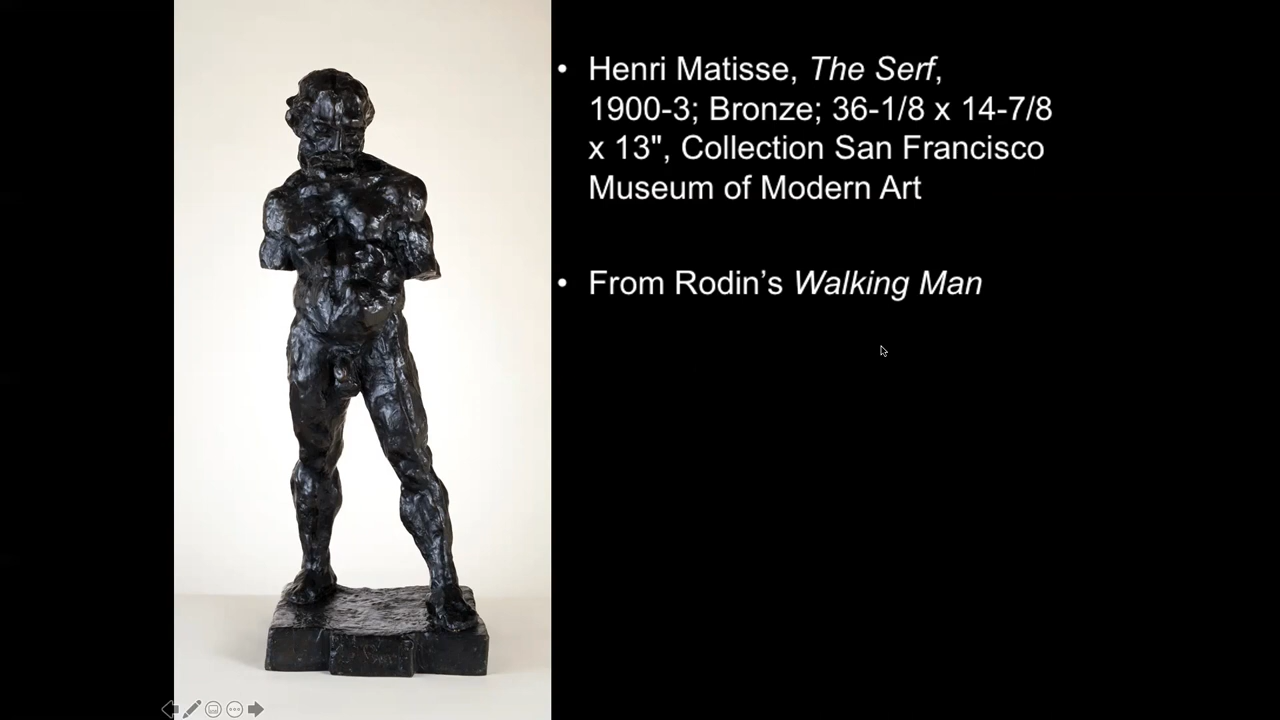 • Henri Matisse, The Serf,
1900-3; Bronze; 36-1/8 x 14-7/8
x 13", Collection San Francisco
Museum of Modern Art
• From Rodin’s Walking Man